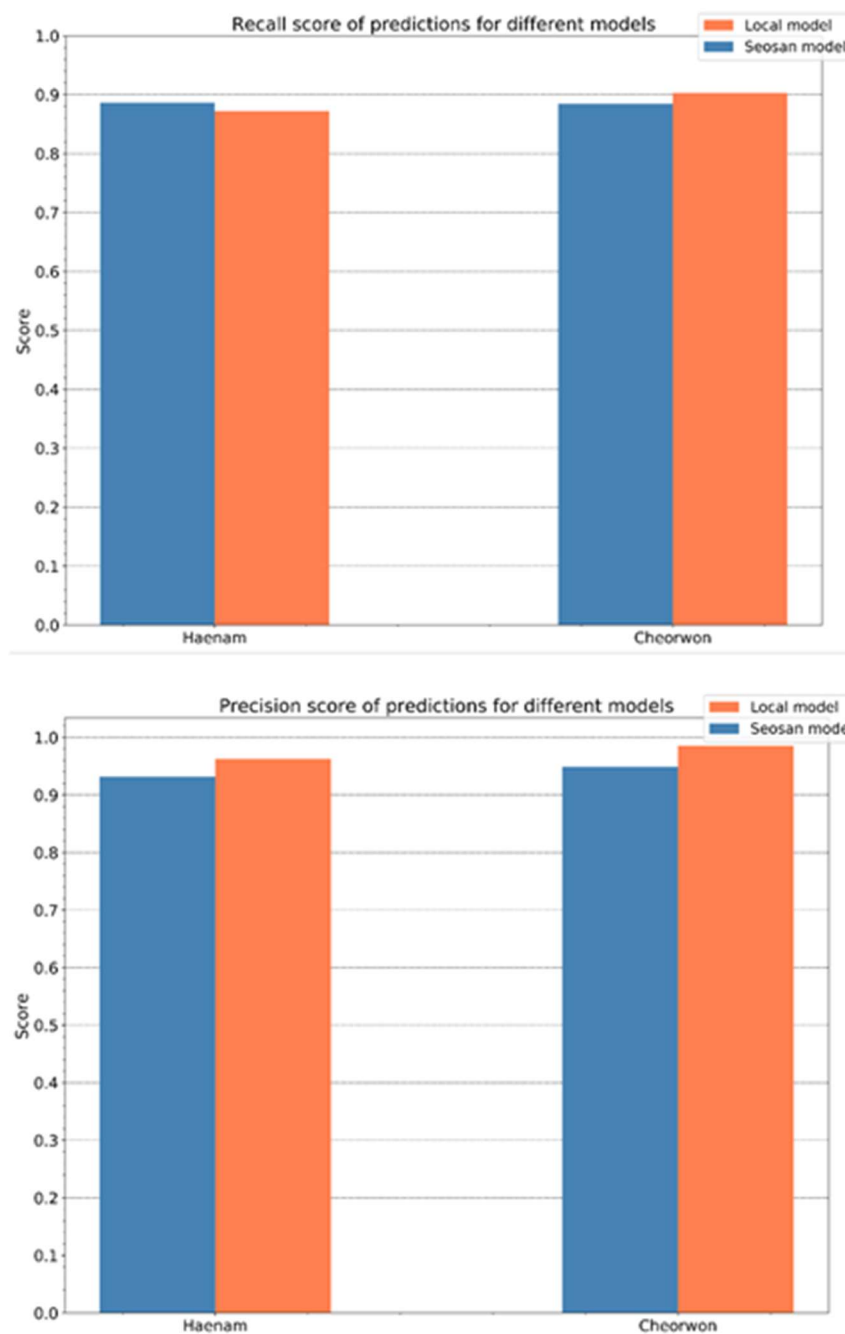 Recall score of predictions for different models
Local model
Seosan model
1.0
0.9
0.8
0.7
0.6
0.5
0.4
0.3
0.2
0.1
0.0
Score
Haenam
Cheorwon
Precision score of predictions for different models
Local model
Seosan mode
1.0
0.9
0.8
0.7
0.6
0.5
0.4
0.3
0.2
0.1
0.0
Score
Haenam
Cheorwon